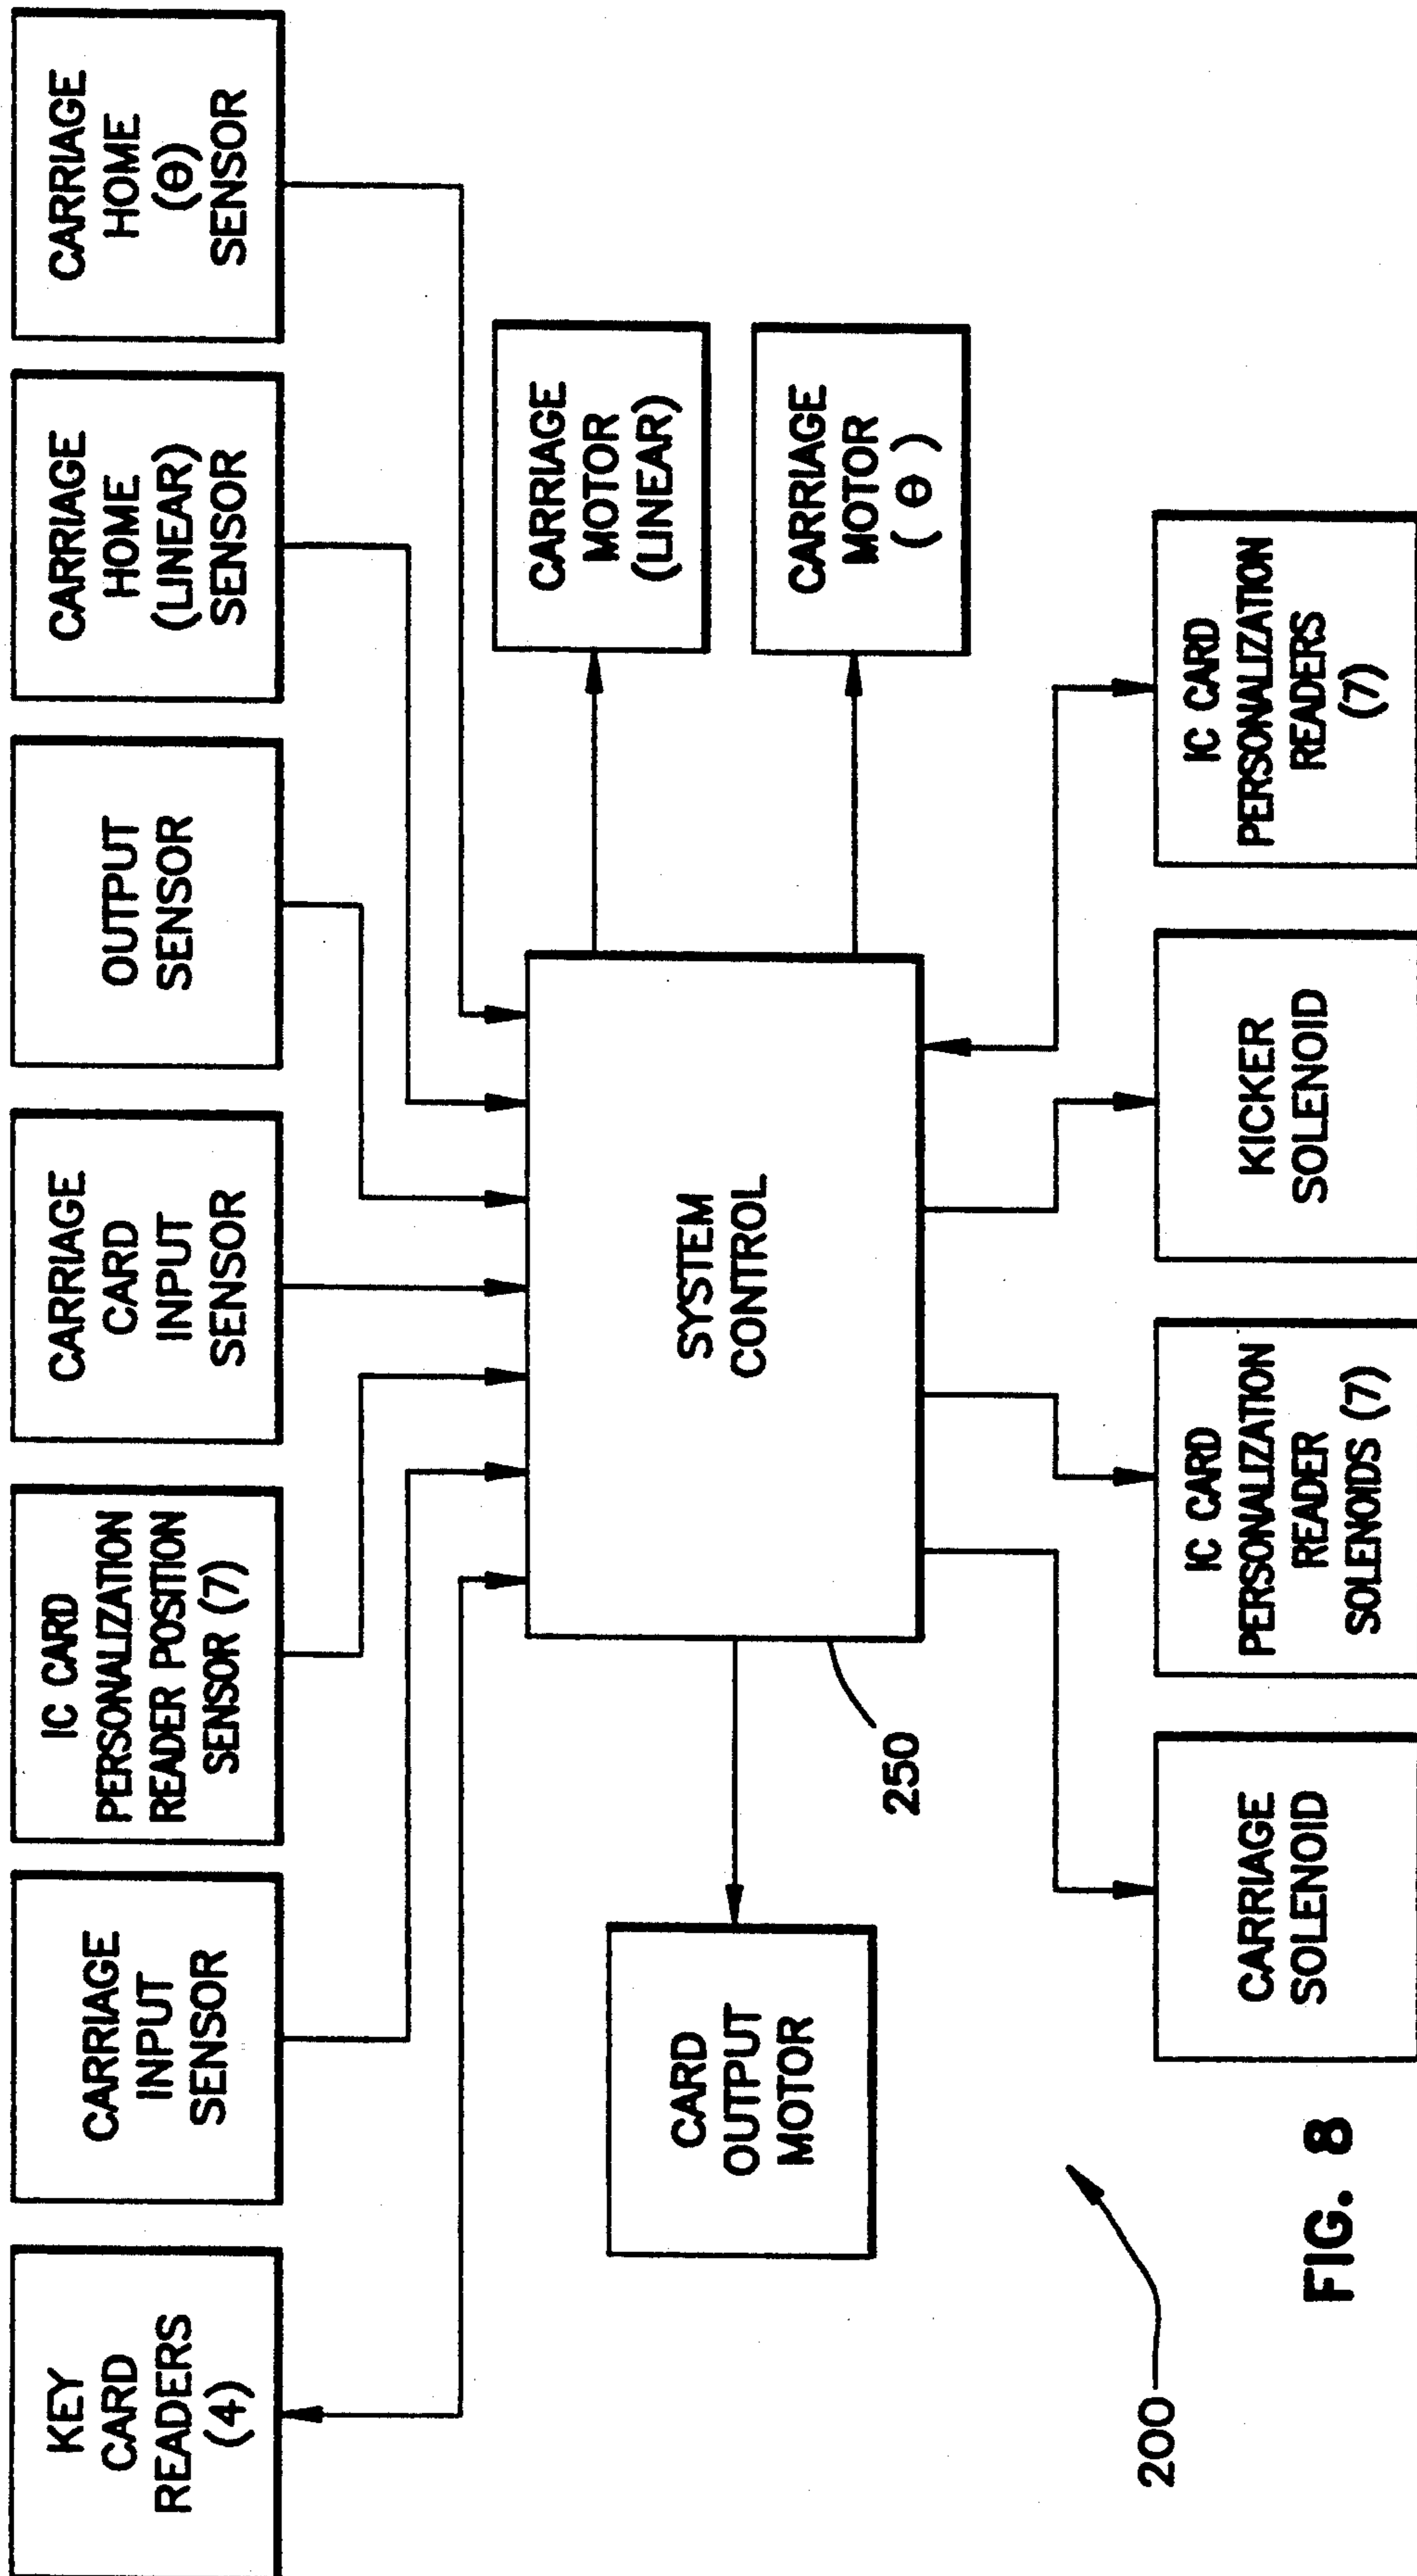 KEY
CARD
READERS
(4)
CARRIAGE
INPUT
SENSOR
IC CARD
PERSONALIZATION
READER POSITION
SENSOR (7)
CARRIAGE
CARD
INPUT
SENSOR
OUTPUT
SENSOR
CARRIAGE
HOME
(LINEAR)
SENSOR
CARRIAGE
HOME
(Θ)
SENSOR
CARD
OUTPUT
MOTOR
SYSTEM
CONTROL
250
CARRIAGE
MOTOR
(LINEAR)
CARRIAGE
MOTOR
( Θ )
CARRIAGE
SOLENOID
IC CARD
PERSONALIZATION
READER
SOLENOIDS (7)
KICKER
SOLENOID
IC CARD
PERSONALIZATION
READERS
(7)
200
FIG. 8